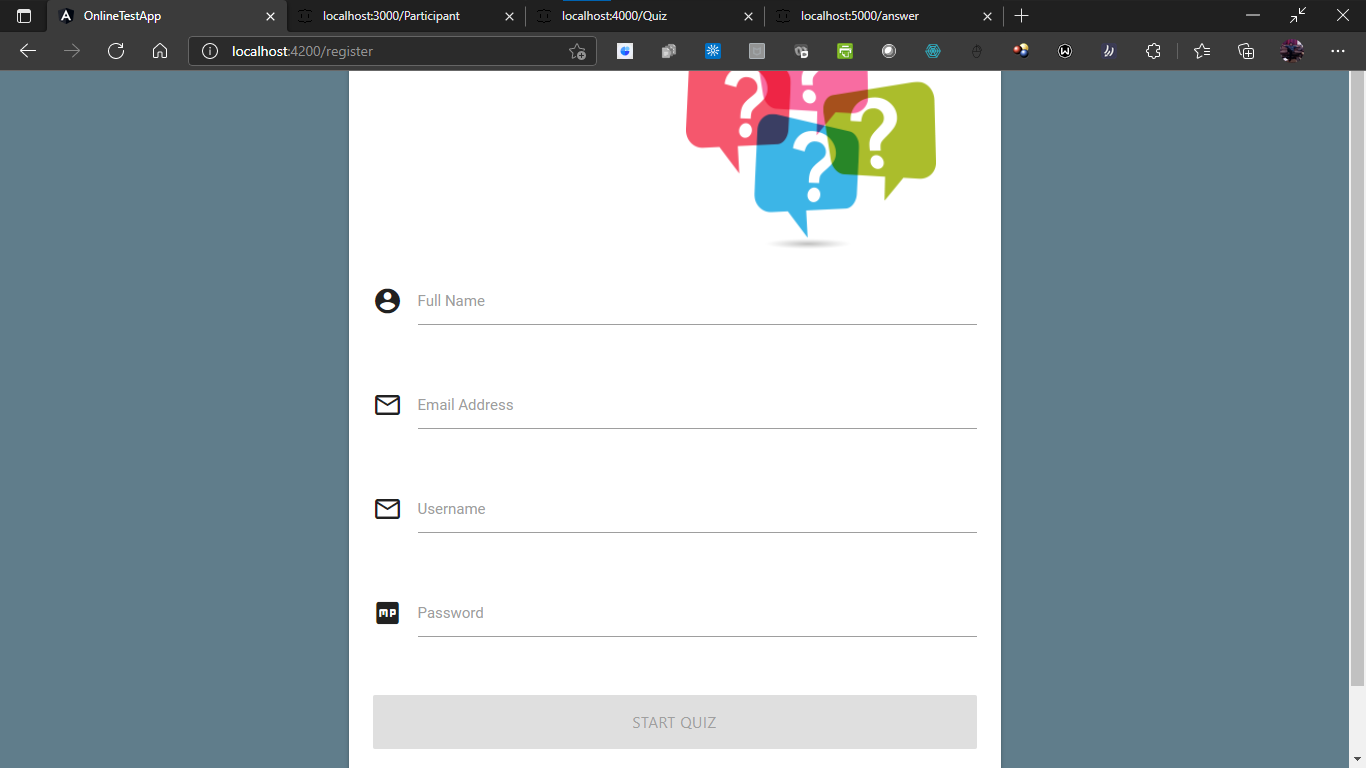 OnlineTestApp
localhost:3000/Participant
localhost:4000/Quiz
localhost:5000/answer
localhost:4200/register
? ? ? ?
Full Name
Email Address
Username
MP Password
START QUIZ